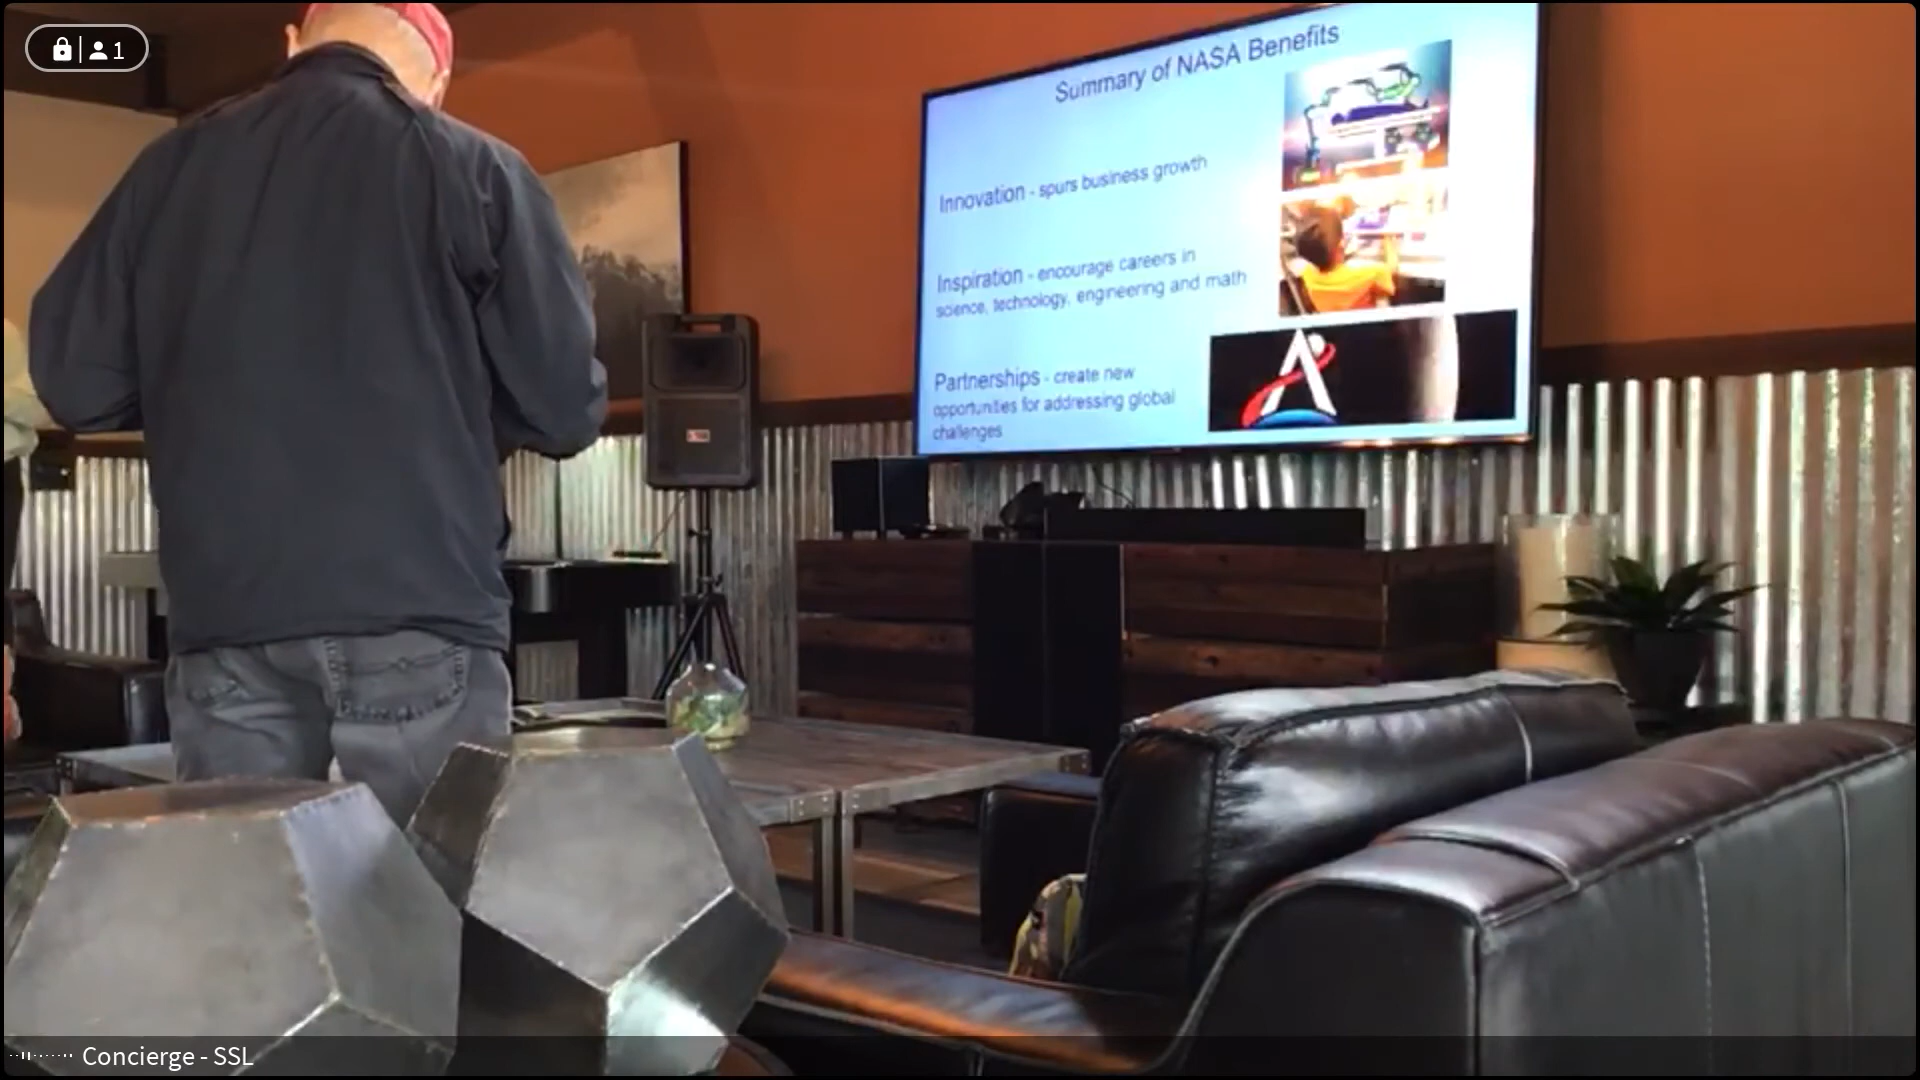 1
Summary of NASA Benefits
Innovation - spurs business growth
Inspiration - encourage careers in
science, technology, engineering and math
Partnerships - create new
opportunities for addressing global
challenges
Concierge - SSL